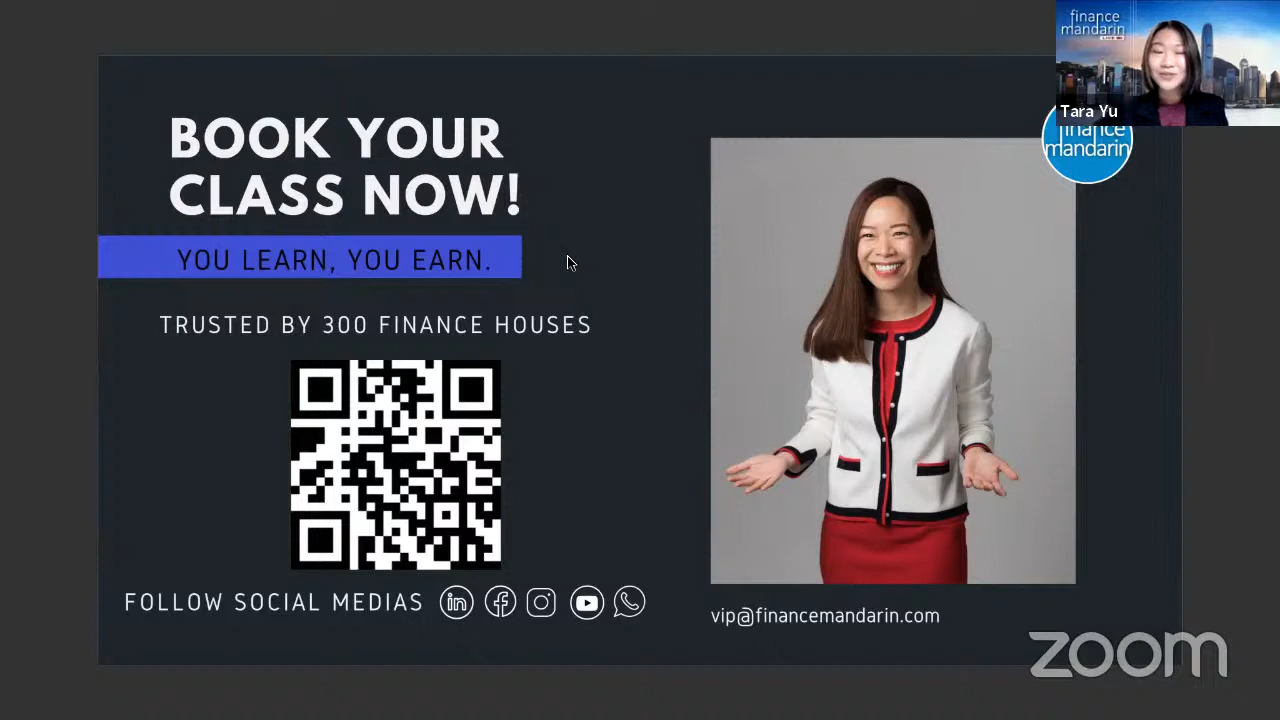 BOOK YOUR
CLASS NOW!
YOU LEARN, YOU EARN.
TRUSTED BY 300 FINANCE HOUSES
FOLLOW SOCIAL MEDIAS
in
finance
mandarin
Tara Yu
finance
mandarin
vip@financemandarin.com
zoom